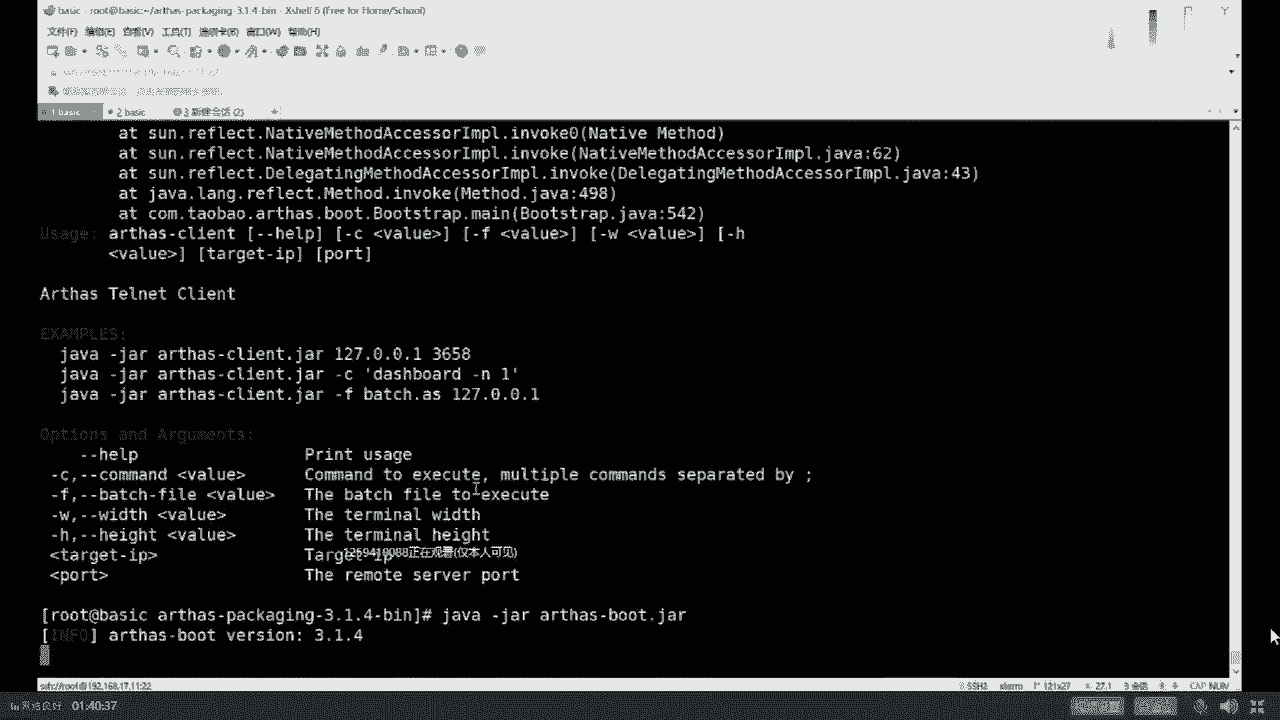 basic - root@basic:~/arthas-packaging-3.1.4-bin - Xshell 6 (Free for Home/School)
文件(F) 编辑(E) 查看(V) 工具(T) 选项卡(B) 窗口(W) 帮助(H)
1 basic 2 basic 3 新建会话 (2) +
at sun.reflect.NativeMethodAccessorImpl.invoke0(Native Method)
at sun.reflect.NativeMethodAccessorImpl.invoke(NativeMethodAccessorImpl.java:62)
at sun.reflect.DelegatingMethodAccessorImpl.invoke(DelegatingMethodAccessorImpl.java:43)
at java.lang.reflect.Method.invoke(Method.java:498)
at com.taobao.arthas.boot.Bootstrap.main(Bootstrap.java:542)
Usage: arthas-client [--help] [-c <value>] [-f <value>] [-w <value>] [-h
<value>] [target-ip] [port]
Arthas Telnet Client
EXAMPLES:
java -jar arthas-client.jar 127.0.0.1 3658
java -jar arthas-client.jar -c 'dashboard -n 1'
java -jar arthas-client.jar -f batch.as 127.0.0.1
Options and Arguments:
--help Print usage
-c,--command <value> Command to execute, multiple commands separated by ;
-f,--batch-file <value> The batch file to execute
-w,--width <value> The terminal width
-h,--height <value> The terminal height
<target-ip> Target ip
正在观看(仅本人可见)
<port> The remote server port
[root@basic arthas-packaging-3.1.4-bin]# java -jar arthas-boot.jar
[INFO] arthas-boot version: 3.1.4
ssh://root@192.168.17.11:22 SSH2 xterm 121x27 27,1 3 会话 CAP NUM
网络良好 01:40:37